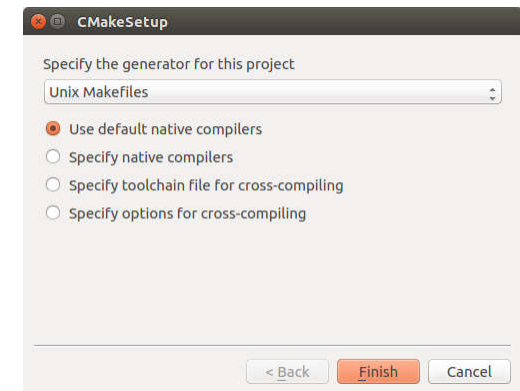 CMakeSetup
Specify the generator for this project
Unix Makefiles
Use default native compilers
Specify native compilers
Specify toolchain file for cross-compiling
Specify options for cross-compiling
< Back Finish Cancel